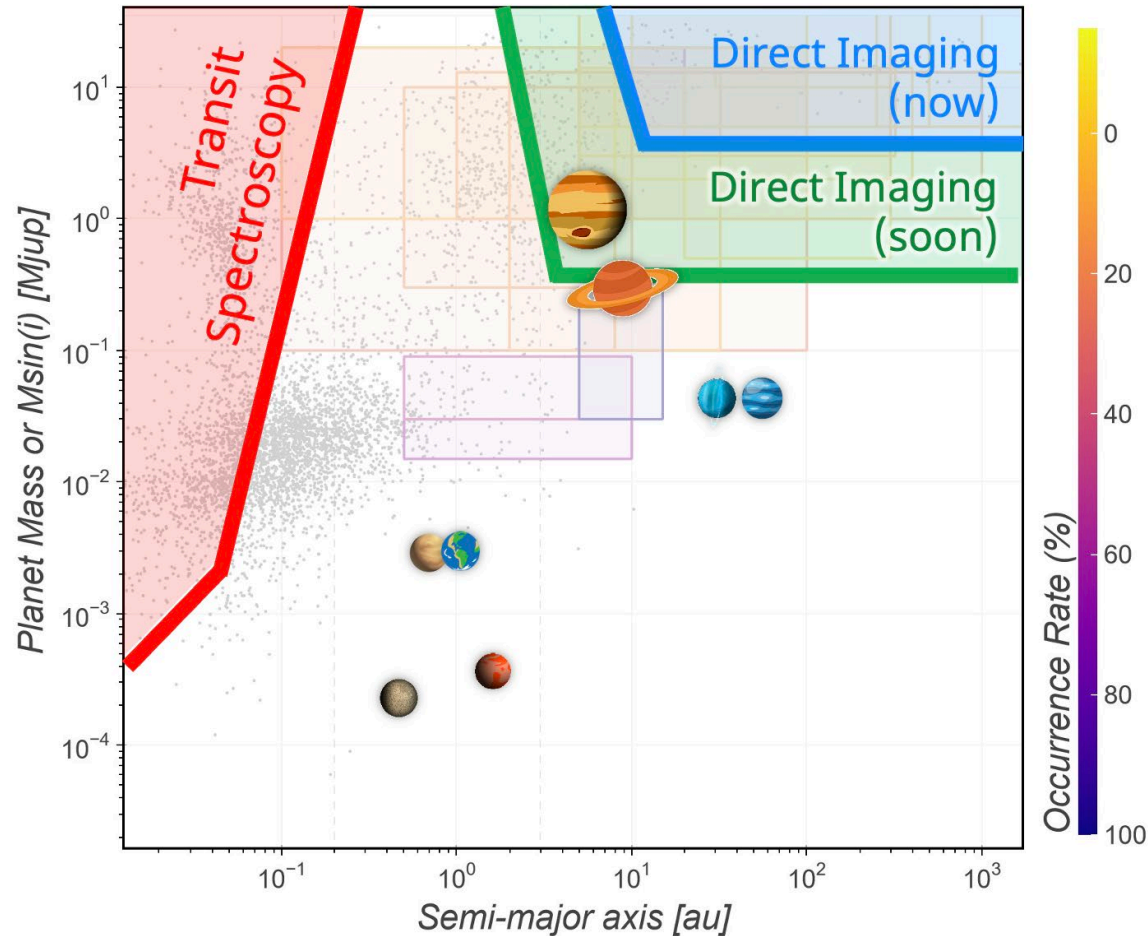 Transit
Spectroscopy
Direct Imaging
(now)
Direct Imaging
(soon)
Planet Mass or Msin(i) [Mjup]
10¹
10⁰
10⁻¹
10⁻²
10⁻³
10⁻⁴
10⁻¹
10⁰
10¹
10²
10³
Semi-major axis [au]
Occurrence Rate (%)
0
20
40
60
80
100